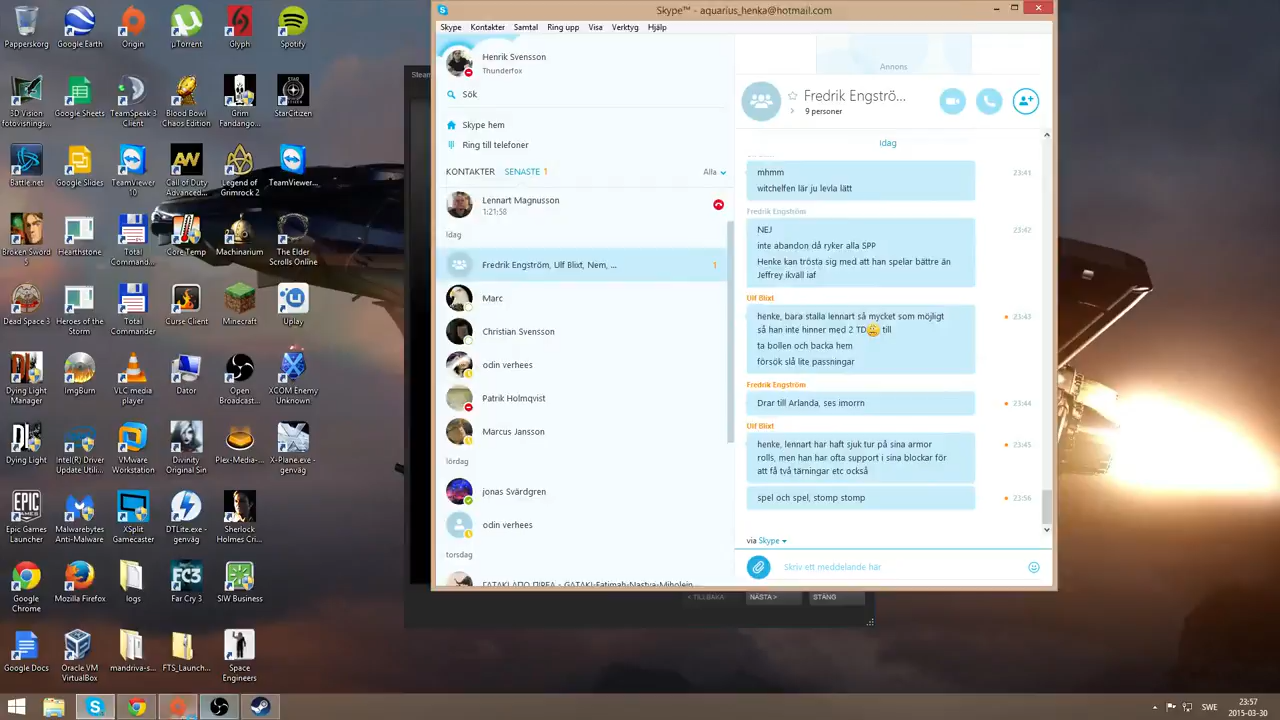 Skype™ - aquarius_henka@hotmail.com
Skype Kontakter Samtal Ring upp Visa Verktyg Hjälp
Henrik Svensson
Thunderfox
Sök
Skype hem
Ring till telefoner
KONTAKTER SENASTE 1 Alla
Lennart Magnusson
1:21:58
Idag
Fredrik Engström, Ulf Blixt, Nem, ... 1
Marc
Christian Svensson
odin verhees
Patrik Holmqvist
Marcus Jansson
lördag
jonas Svärdgren
odin verhees
torsdag
Annons
Fredrik Engströ...
9 personer
Idag
mhmm 23:41
witchelfen lär ju levla lätt
Fredrik Engström
NEJ 23:42
inte abandon då ryker alla SPP
Henke kan trösta sig med att han spelar bättre än
Jeffrey ikväll iaf
Ulf Blixt
henke, bara stalla lennart så mycket som möjligt 23:43
så han inte hinner med 2 TD till
ta bollen och backa hem
försök slå lite passningar
Fredrik Engström
Drar till Arlanda, ses imorrn 23:44
Ulf Blixt
henke, lennart har haft sjuk tur på sina armor 23:45
rolls, men han har ofta support i sina blockar för
att få två tärningar etc också
spel och spel, stomp stomp 23:56
via Skype
Skriv ett meddelande här
Steam
< TILLBAKA NÄSTA > STÄNG
Papperskorg
Google Earth
Origin
µTorrent
Glyph
Spotify
3D Vision
fotovisnings...
Google Sheets
TeamSpeak 3
Client
Blood Bowl
Chaos Edition
Grim
Fandango...
STAR
CITIZEN
StarCitizen
Battle.net
Google Slides
TeamViewer
10
AW
Call of Duty
Advanced...
Legend of
Grimrock 2
TeamViewer...
Broken
Sword...
Hearthstone
Total
Commander...
Core Temp
Machinarium
The Elder
Scrolls Online
Dead Space 3
Heroes of the
Storm
Total
Commander
Curse Client
Minecraft
Uplay
Dying Light
Manager
ImgBurn
VLC media
player
Dator
Open
Broadcast...
XCOM Enemy
Unknown
Dying Light
Intel(R) Driver
Update Utili...
VMware
Workstation
Divinity
Original Sin
Plex-Media-...
X-Plane.exe -
genväg
EPIC
GAMES
Epic Games
Launcher
Malwarebytes
Anti-Malware
XSplit
Gamecaster
DTLite.exe -
genväg
Sherlock
Holmes Cri...
Google
Chrome
Mozilla Firefox
logs
Far Cry 3
SIW Business
Google Docs
Oracle VM
VirtualBox
mandriva-...
FTS_Launch...
Space
Engineers
SWE
23:57
2015-03-30